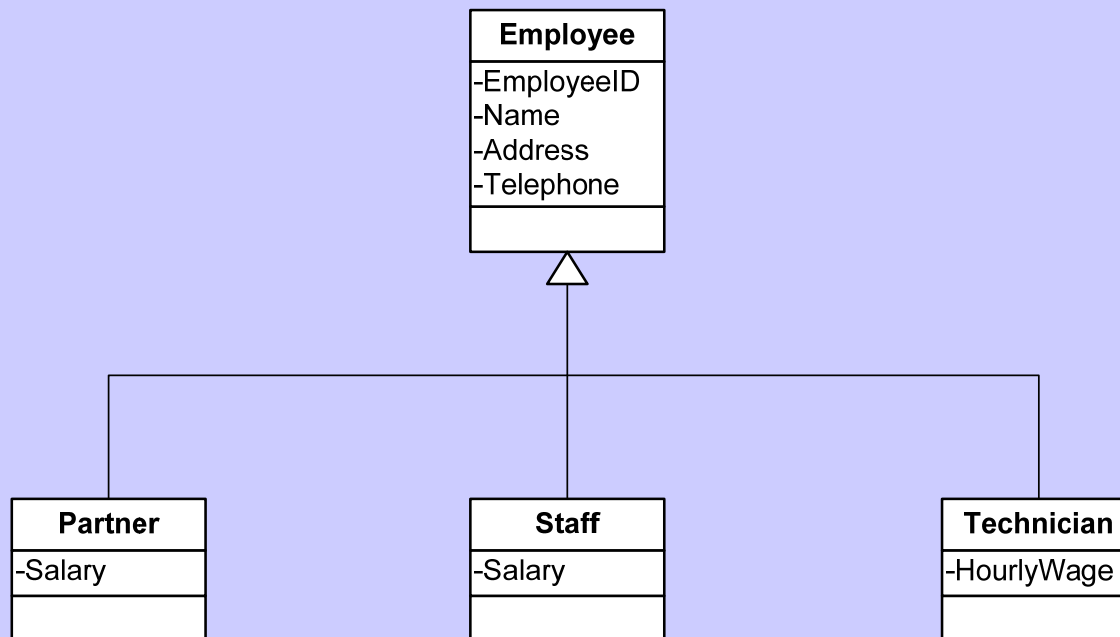 Employee
-EmployeeID
-Name
-Address
-Telephone
Partner
-Salary
Staff
-Salary
Technician
-HourlyWage